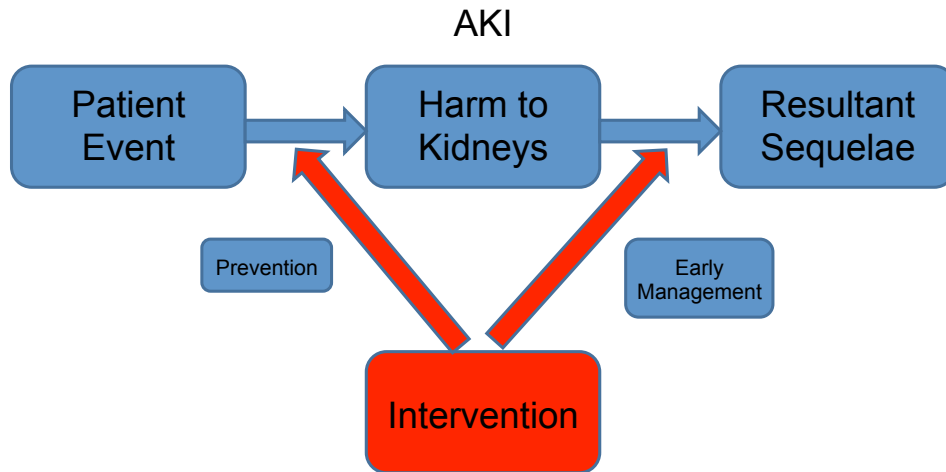 AKI
Patient
Event
Harm to
Kidneys
Resultant
Sequelae
Prevention
Early
Management
Intervention